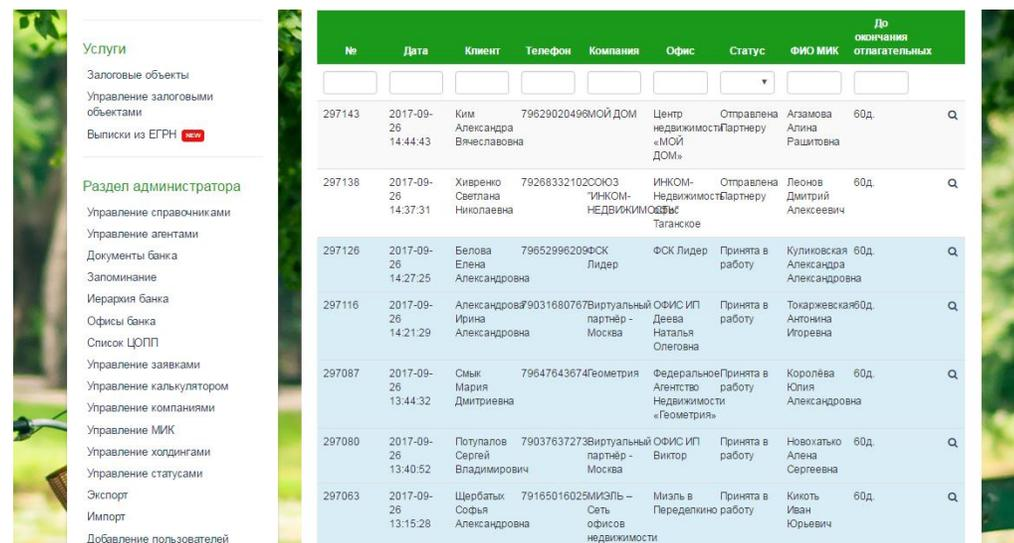 Услуги
Залоговые объекты
Управление залоговыми
объектами
Выписки из ЕГРН NEW
Раздел администратора
Управление справочниками
Управление агентами
Документы банка
Запоминание
Иерархия банка
Офисы банка
Список ЦОПП
Управление заявками
Управление калькулятором
Управление компаниями
Управление МИК
Управление холдингами
Управление статусами
Экспорт
Импорт
Добавление пользователей
До
окончания
№ Дата Клиент Телефон Компания Офис Статус ФИО МИК отлагательных
297143 2017-09- Ким 79629020496 МОЙ ДОМ Центр Отправлена Агзамова 60д.
26 Александра недвижимости Партнеру Алина
14:44:43 Вячеславовна «МОЙ Рашитовна
ДОМ»
297138 2017-09- Хивренко 79268332102 СОЮЗ ИНКОМ- Отправлена Леонов 60д.
26 Светлана "ИНКОМ- Недвижимость Партнеру Дмитрий
14:37:31 Николаевна НЕДВИЖИМОСТЬ" офис Алексеевич
Таганское
297126 2017-09- Белова 79652996209 ФСК ФСК Лидер Принята в Куликовская 60д.
26 Елена Лидер работу Александра
14:27:25 Александровна Александровна
297116 2017-09- Александрова 79031680767 Виртуальный ОФИС ИП Принята в Токаржевская 60д.
26 Ирина партнёр - Деева работу Антонина
14:21:29 Александровна Москва Наталья Игоревна
Олеговна
297087 2017-09- Смык 79647643674 Геометрия Федеральное Принята в Королёва 60д.
26 Мария Агентство работу Юлия
13:44:32 Дмитриевна Недвижимости Александровна
«Геометрия»
297080 2017-09- Потупалов 79037637273 Виртуальный ОФИС ИП Принята в Новохатько 60д.
26 Сергей партнёр - Виктор работу Алена
13:40:52 Владимирович Москва Сергеевна
297063 2017-09- Щербатых 79165016025 МИЭЛЬ – Миэль в Принята в Кикоть 60д.
26 Софья Сеть Переделкино работу Иван
13:15:28 Александровна офисов Юрьевич
недвижимости